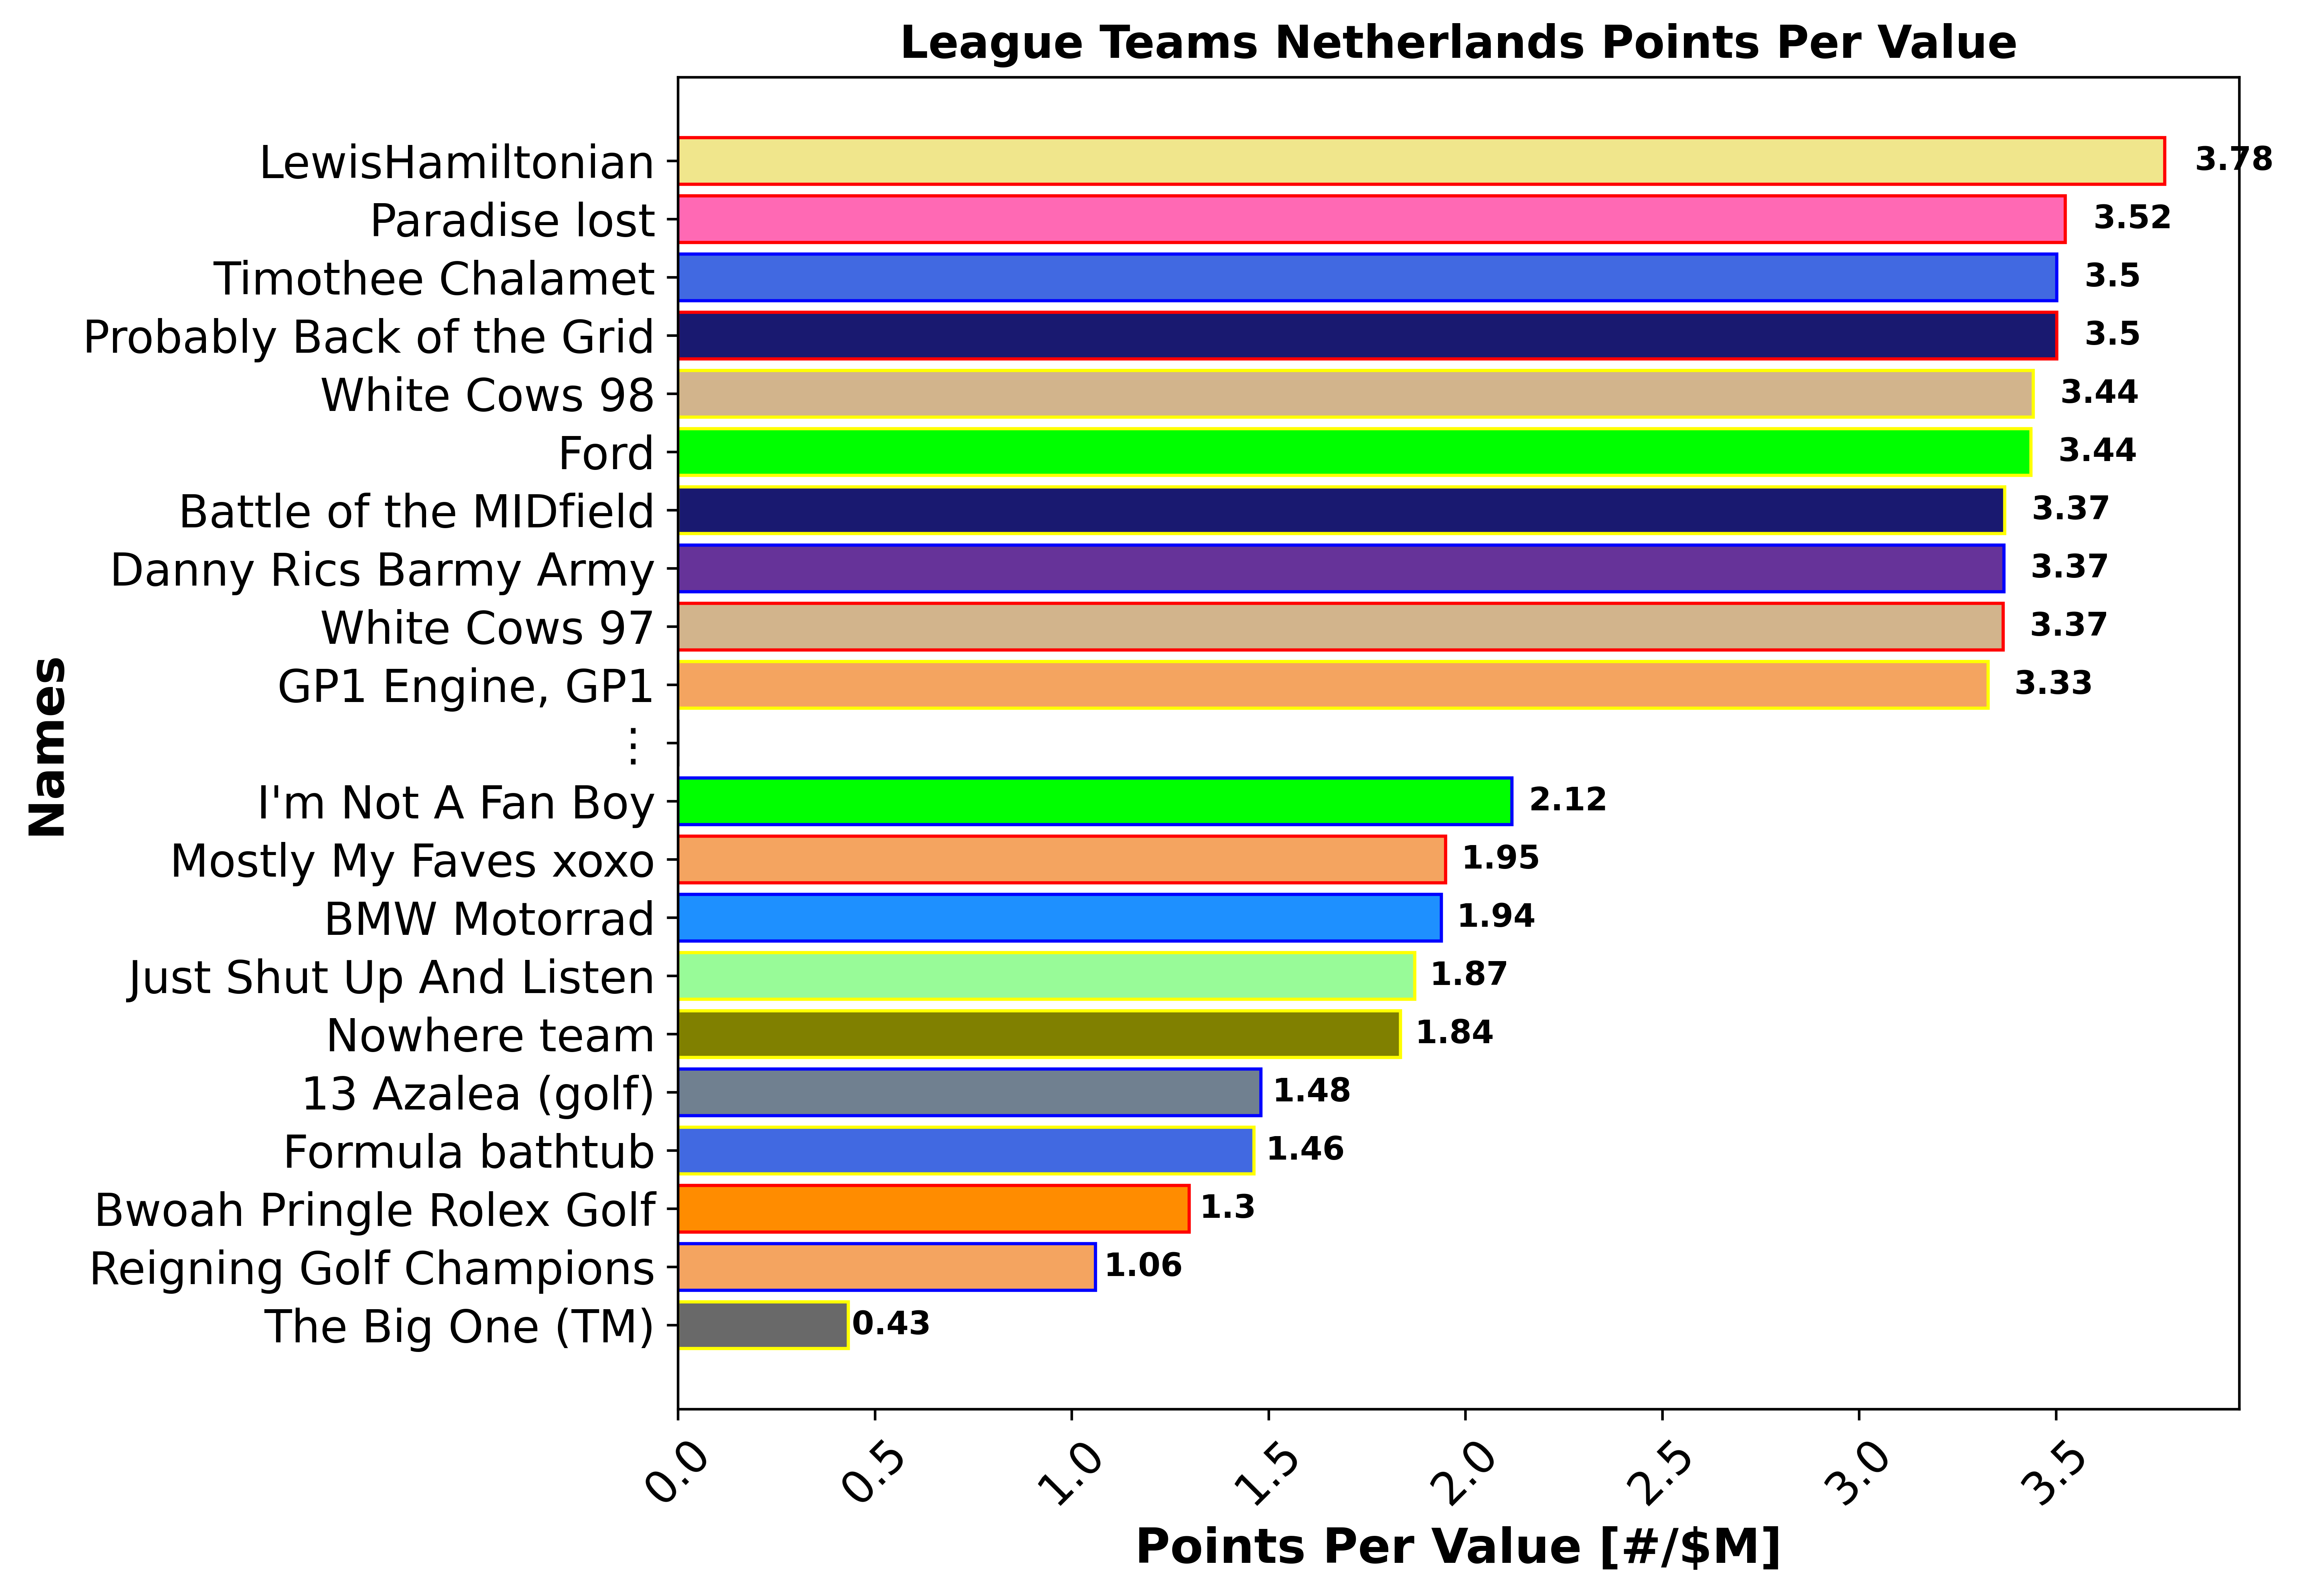 League Teams Netherlands Points Per Value
LewisHamiltonian 3.78
Paradise lost 3.52
Timothee Chalamet 3.5
Probably Back of the Grid 3.5
White Cows 98 3.44
Ford 3.44
Battle of the MIDfield 3.37
Danny Rics Barmy Army 3.37
White Cows 97 3.37
GP1 Engine, GP1 3.33
⋮
I'm Not A Fan Boy 2.12
Mostly My Faves xoxo 1.95
BMW Motorrad 1.94
Just Shut Up And Listen 1.87
Nowhere team 1.84
13 Azalea (golf) 1.48
Formula bathtub 1.46
Bwoah Pringle Rolex Golf 1.3
Reigning Golf Champions 1.06
The Big One (TM) 0.43
Names
0.0 0.5 1.0 1.5 2.0 2.5 3.0 3.5
Points Per Value [#/$M]